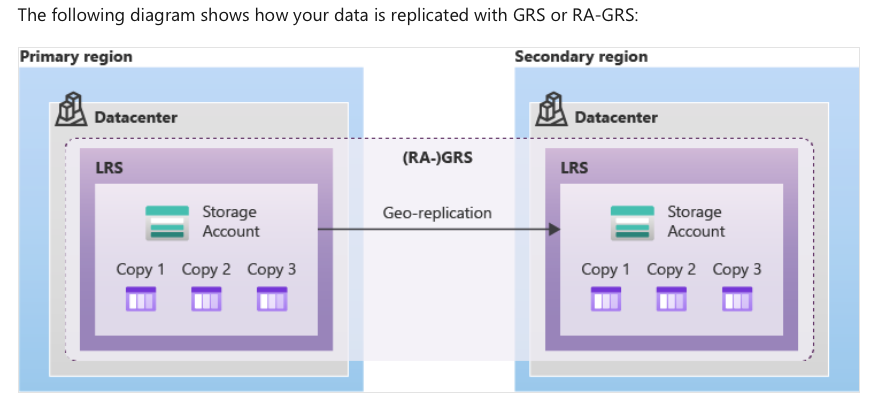 The following diagram shows how your data is replicated with GRS or RA-GRS:
Primary region
Secondary region
Datacenter
Datacenter
(RA-)GRS
LRS
LRS
Storage
Account
Geo-replication
Storage
Account
Copy 1 Copy 2 Copy 3
Copy 1 Copy 2 Copy 3